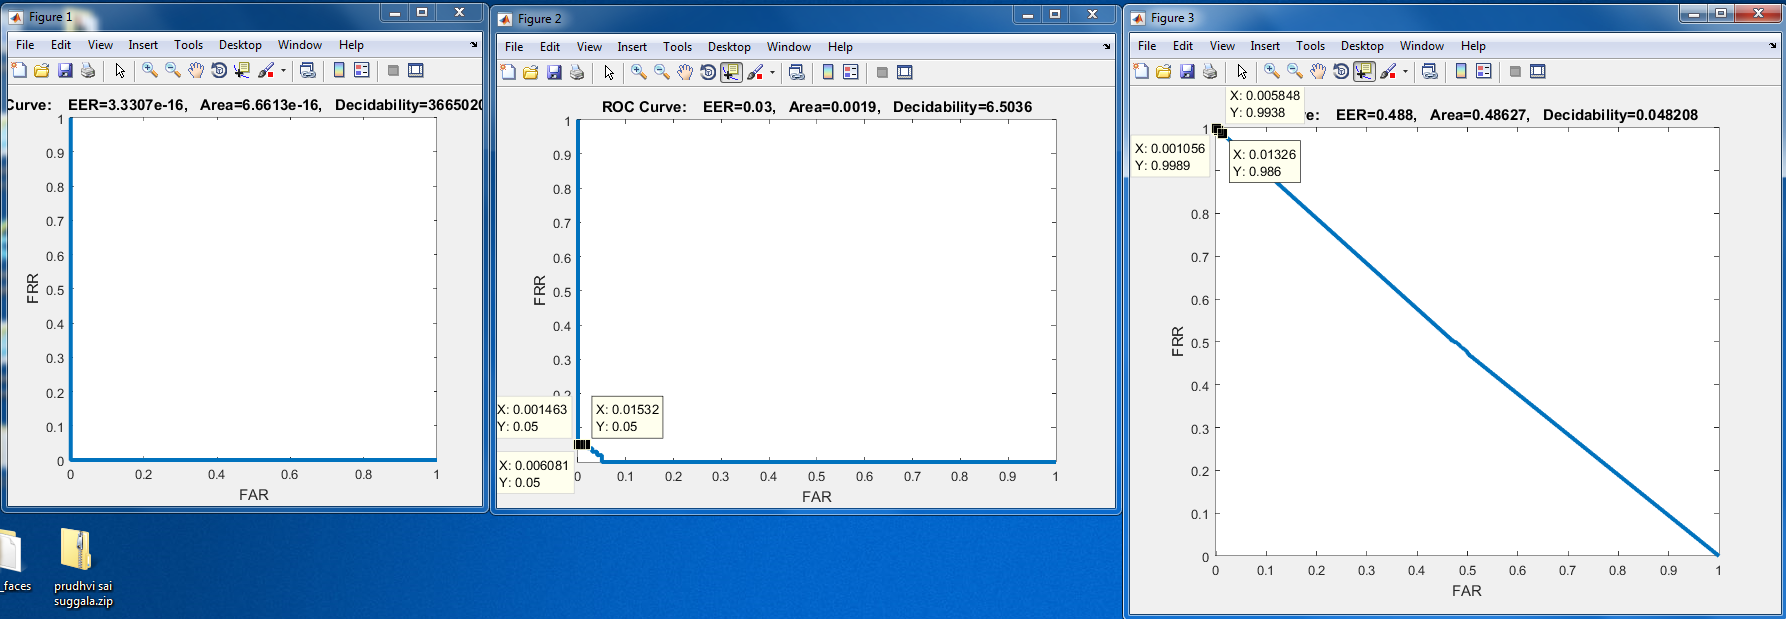 Figure 1
File Edit View Insert Tools Desktop Window Help
Curve: EER=3.3307e-16, Area=6.6613e-16, Decidability=3665020
1
0.9
0.8
0.7
0.6
0.5
0.4
0.3
0.2
0.1
0
FRR
0 0.2 0.4 0.6 0.8 1
FAR
Figure 2
File Edit View Insert Tools Desktop Window Help
ROC Curve: EER=0.03, Area=0.0019, Decidability=6.5036
1
0.9
0.8
0.7
0.6
0.5
0.4
0.3
0.2
FRR
X: 0.001463
Y: 0.05
X: 0.01532
Y: 0.05
X: 0.006081
Y: 0.05
0 0.1 0.2 0.3 0.4 0.5 0.6 0.7 0.8 0.9 1
FAR
Figure 3
File Edit View Insert Tools Desktop Window Help
X: 0.005848
Y: 0.9938
ve: EER=0.488, Area=0.48627, Decidability=0.048208
X: 0.001056
Y: 0.9989
X: 0.01326
Y: 0.986
1
0.8
0.7
0.6
0.5
0.4
0.3
0.2
0.1
0
FRR
0 0.1 0.2 0.3 0.4 0.5 0.6 0.7 0.8 0.9 1
FAR
_faces
prudhvi sai
suggala.zip